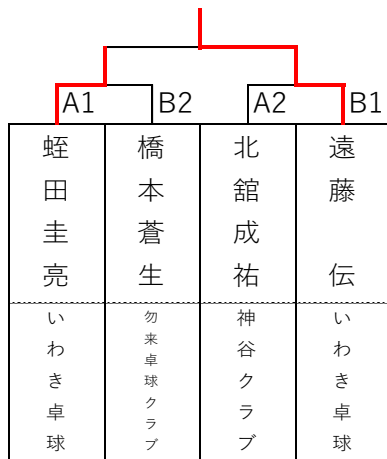 A1
B2
A2
B1
蛭田圭亮
橋本蒼生
北舘成祐
遠藤 伝
いわき卓球
勿来卓球クラブ
神谷クラブ
いわき卓球